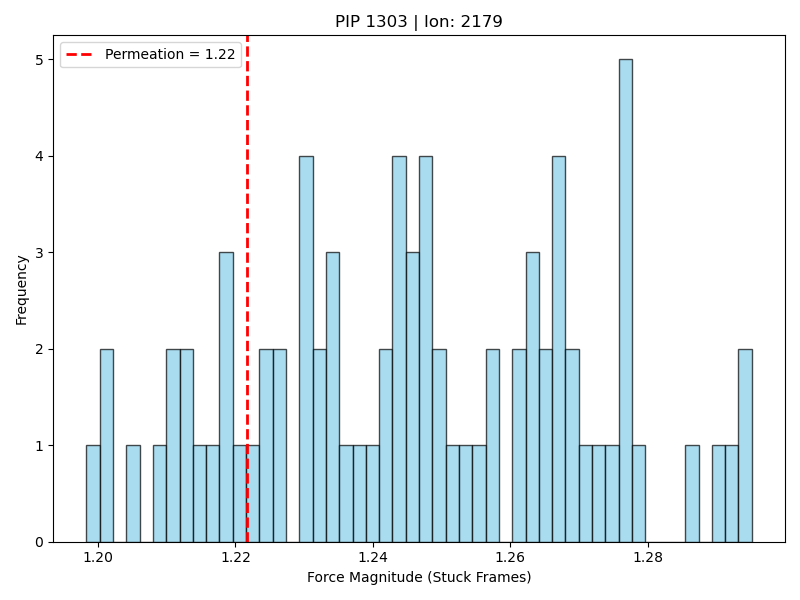 PIP 1303 | Ion: 2179
Permeation = 1.22
5
4
3
2
1
0
Frequency
1.20 1.22 1.24 1.26 1.28
Force Magnitude (Stuck Frames)